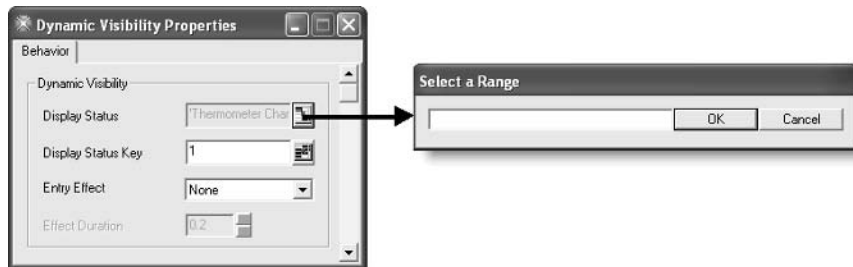 Dynamic Visibility Properties
Behavior
Dynamic Visibility
Display Status
'Thermometer Char
Display Status Key
1
Entry Effect
None
Effect Duration
0.2
Select a Range
OK
Cancel